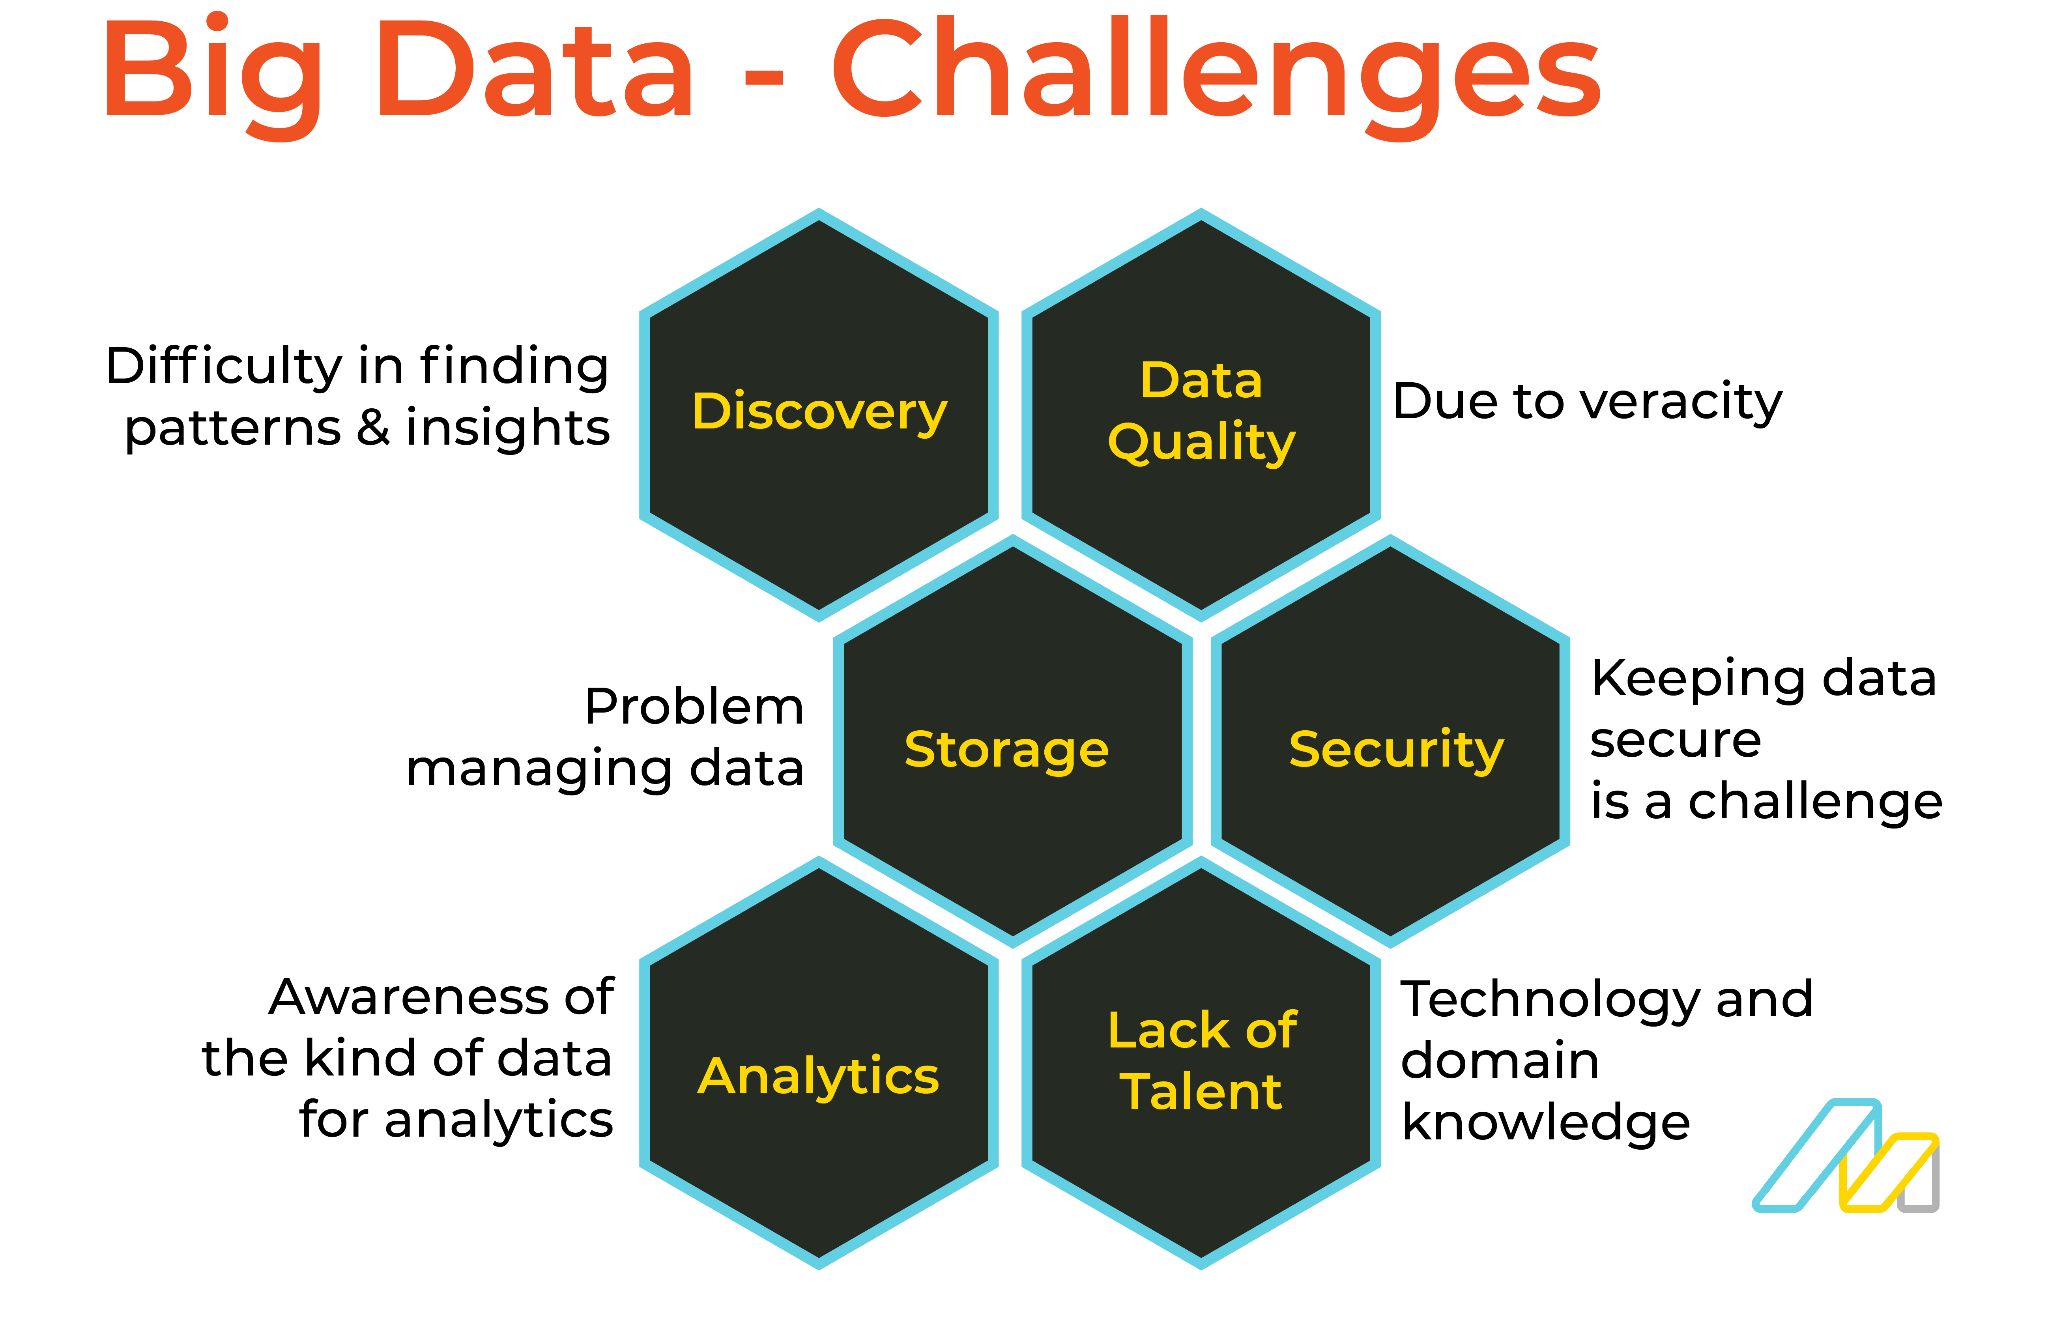 Big Data - Challenges
Difficulty in finding
patterns & insights
Discovery
Data
Quality
Due to veracity
Problem
managing data
Storage
Security
Keeping data
secure
is a challenge
Awareness of
the kind of data
for analytics
Analytics
Lack of
Talent
Technology and
domain
knowledge